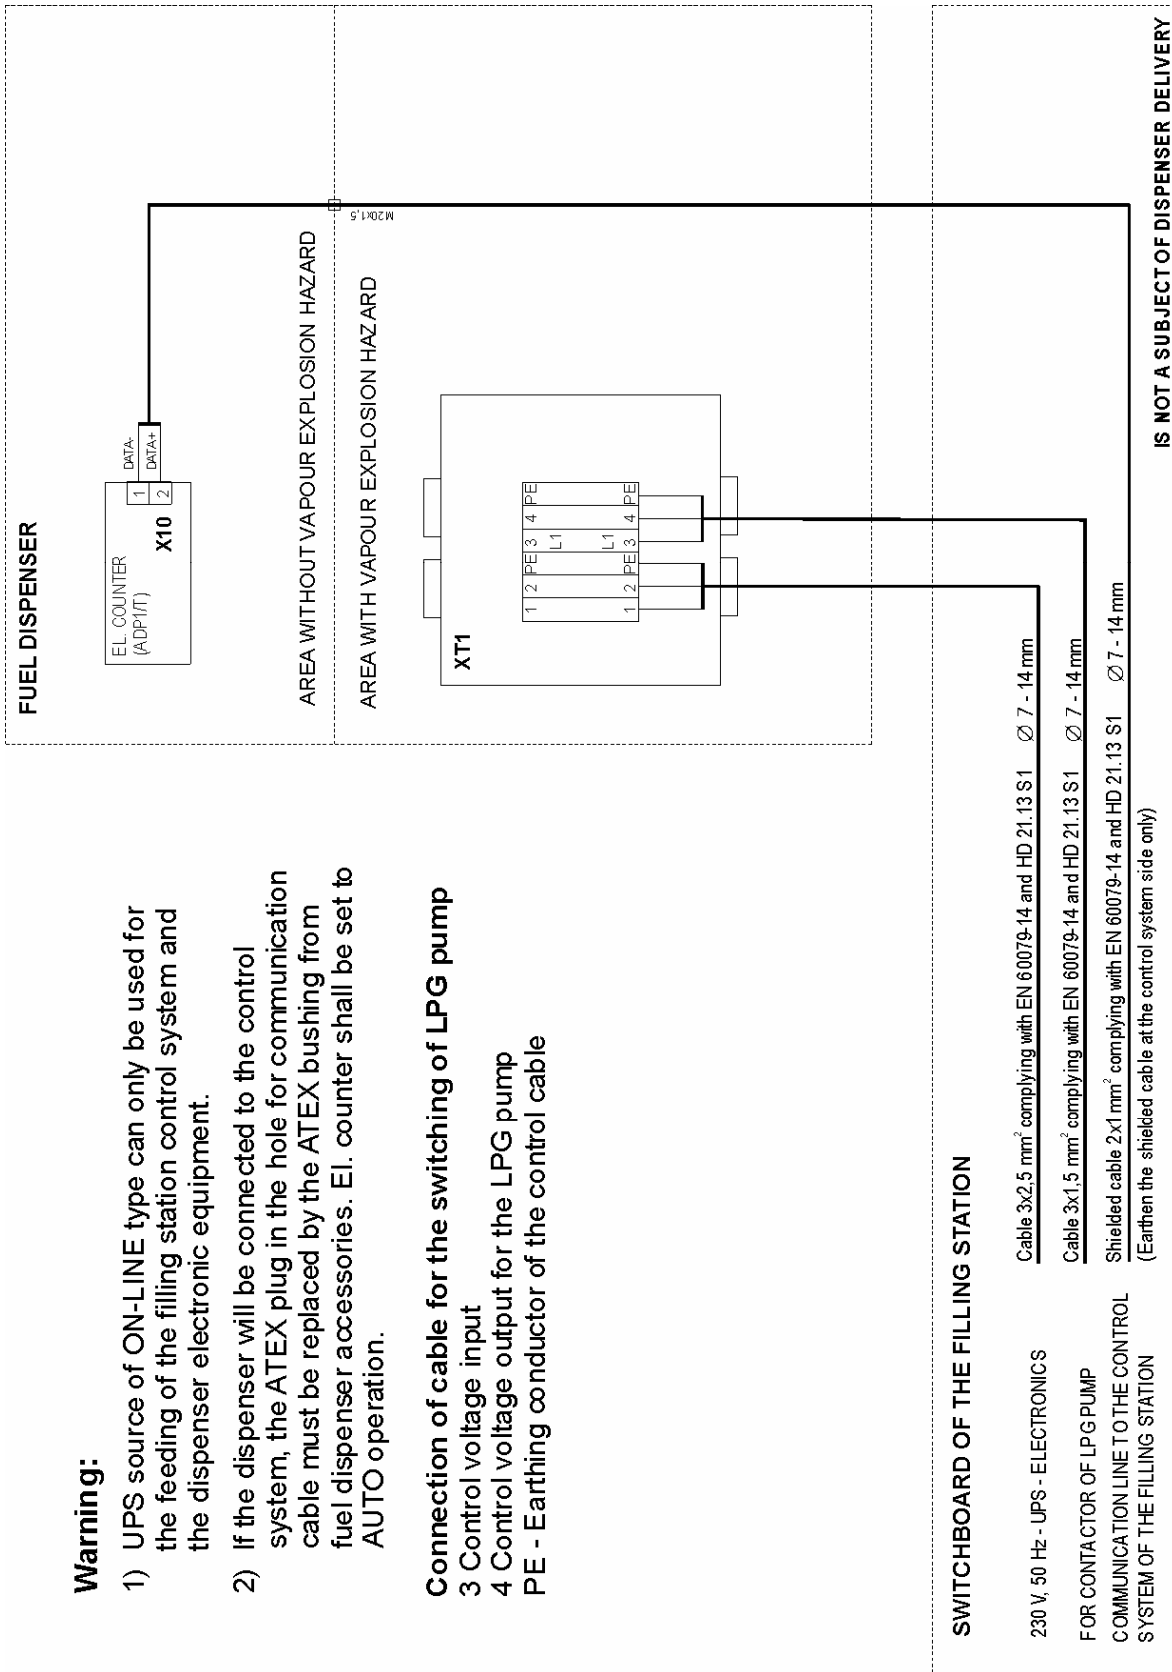 Warning:
1) UPS source of ON-LINE type can only be used for
the feeding of the filling station control system and
the dispenser electronic equipment.
2) If the dispenser will be connected to the control
system, the ATEX plug in the hole for communication
cable must be replaced by the ATEX bushing from
fuel dispenser accessories. El. counter shall be set to
AUTO operation.
Connection of cable for the switching of LPG pump
3 Control voltage input
4 Control voltage output for the LPG pump
PE - Earthing conductor of the control cable
FUEL DISPENSER
EL. COUNTER
(ADP1/T)
X10
1
2
DATA-
DATA+
AREA WITHOUT VAPOUR EXPLOSION HAZARD
M20x1,5
AREA WITH VAPOUR EXPLOSION HAZARD
XT1
1 2 PE 3 4 PE
L1
L1
1 2 PE 3 4 PE
SWITCHBOARD OF THE FILLING STATION
230 V, 50 Hz - UPS - ELECTRONICS
Cable 3x2,5 mm² complying with EN 60079-14 and HD 21.13 S1 ∅ 7 - 14 mm
FOR CONTACTOR OF LPG PUMP
Cable 3x1,5 mm² complying with EN 60079-14 and HD 21.13 S1 ∅ 7 - 14 mm
COMMUNICATION LINE TO THE CONTROL
SYSTEM OF THE FILLING STATION
Shielded cable 2x1 mm² complying with EN 60079-14 and HD 21.13 S1 ∅ 7 - 14 mm
(Earthen the shielded cable at the control system side only)
IS NOT A SUBJECT OF DISPENSER DELIVERY